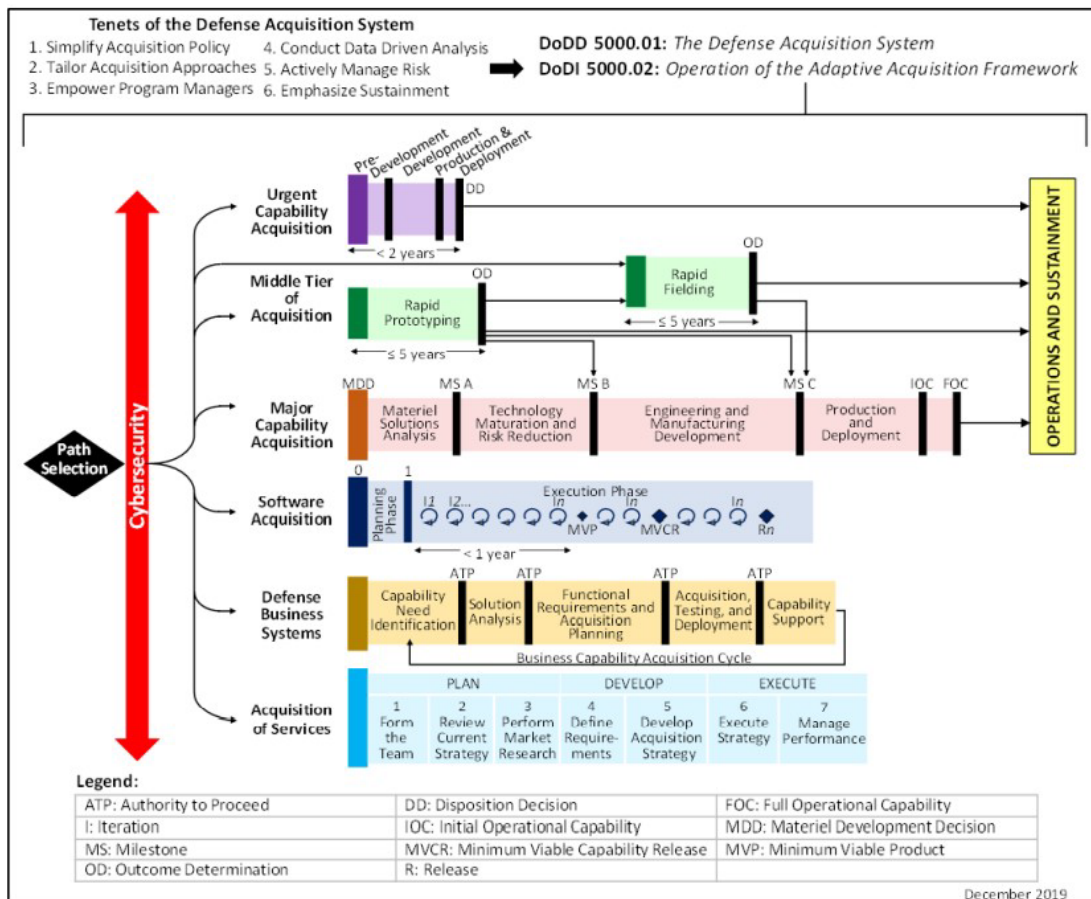 Tenets of the Defense Acquisition System
1. Simplify Acquisition Policy
2. Tailor Acquisition Approaches
3. Empower Program Managers
4. Conduct Data Driven Analysis
5. Actively Manage Risk
6. Emphasize Sustainment
DoDD 5000.01: The Defense Acquisition System
DoDI 5000.02: Operation of the Adaptive Acquisition Framework
Path
Selection
Cybersecurity
Urgent
Capability
Acquisition
Pre-
Development
Development
Production &
Deployment
DD
< 2 years
Middle Tier
of
Acquisition
Rapid
Prototyping
OD
≤ 5 years
Rapid
Fielding
OD
≤ 5 years
Major
Capability
Acquisition
MDD
MS A
MS B
MS C
IOC
FOC
Materiel
Solutions
Analysis
Technology
Maturation and
Risk Reduction
Engineering and
Manufacturing
Development
Production
and
Deployment
Software
Acquisition
0
1
Planning
Phase
Execution Phase
I1
I2...
In
In
In
MVP
MVCR
Rn
< 1 year
Defense
Business
Systems
ATP
ATP
ATP
ATP
Capability
Need
Identification
Solution
Analysis
Functional
Requirements and
Acquisition
Planning
Acquisition,
Testing, and
Deployment
Capability
Support
Business Capability Acquisition Cycle
Acquisition
of Services
PLAN
DEVELOP
EXECUTE
1
Form
the
Team
2
Review
Current
Strategy
3
Perform
Market
Research
4
Define
Require-
ments
5
Develop
Acquisition
Strategy
6
Execute
Strategy
7
Manage
Performance
OPERATIONS AND SUSTAINMENT
Legend:
ATP: Authority to Proceed
DD: Disposition Decision
FOC: Full Operational Capability
I: Iteration
IOC: Initial Operational Capability
MDD: Materiel Development Decision
MS: Milestone
MVCR: Minimum Viable Capability Release
MVP: Minimum Viable Product
OD: Outcome Determination
R: Release
December 2019